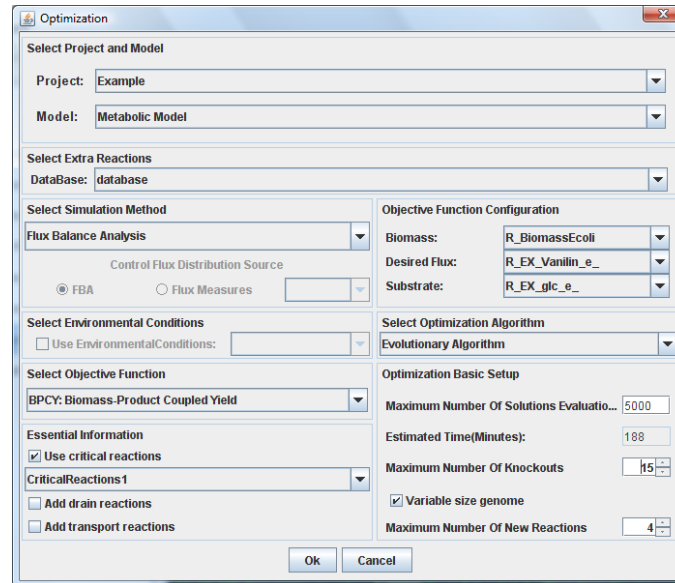 Optimization
Select Project and Model
Project: Example
Model: Metabolic Model
Select Extra Reactions
DataBase: database
Select Simulation Method
Flux Balance Analysis
Control Flux Distribution Source
FBA Flux Measures
Objective Function Configuration
Biomass: R_BiomassEcoli
Desired Flux: R_EX_Vanilin_e_
Substrate: R_EX_glc_e_
Select Environmental Conditions
Use EnvironmentalConditions:
Select Optimization Algorithm
Evolutionary Algorithm
Select Objective Function
BPCY: Biomass-Product Coupled Yield
Essential Information
Use critical reactions
CriticalReactions1
Add drain reactions
Add transport reactions
Optimization Basic Setup
Maximum Number Of Solutions Evaluatio... 5000
Estimated Time(Minutes): 188
Maximum Number Of Knockouts 15
Variable size genome
Maximum Number Of New Reactions 4
Ok Cancel